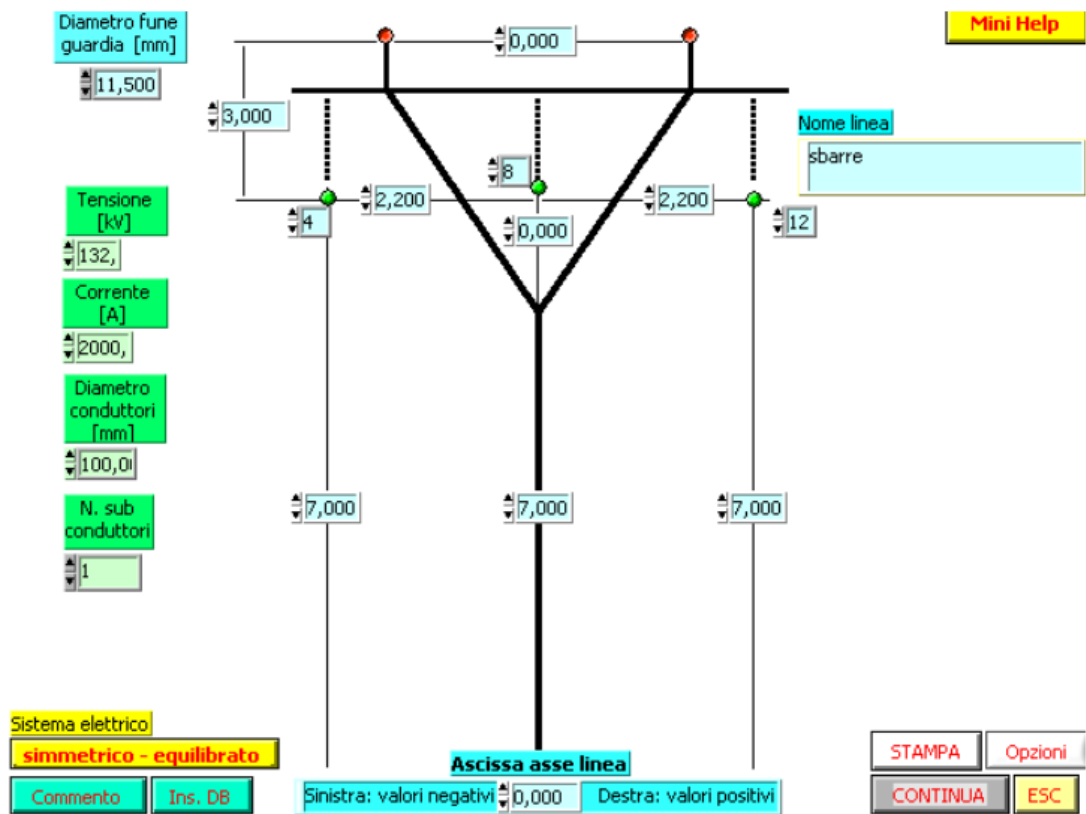 Diametro fune
guardia [mm]
11,500
0,000
Mini Help
3,000
Nome linea
sbarre
8
Tensione
[kV]
132,
4
2,200
0,000
2,200
12
Corrente
[A]
2000,
Diametro
conduttori
[mm]
100,0
N. sub
conduttori
1
7,000
7,000
7,000
Sistema elettrico
simmetrico - equilibrato
Commento
Ins. DB
Ascissa asse linea
Sinistra: valori negativi
0,000
Destra: valori positivi
STAMPA
Opzioni
CONTINUA
ESC